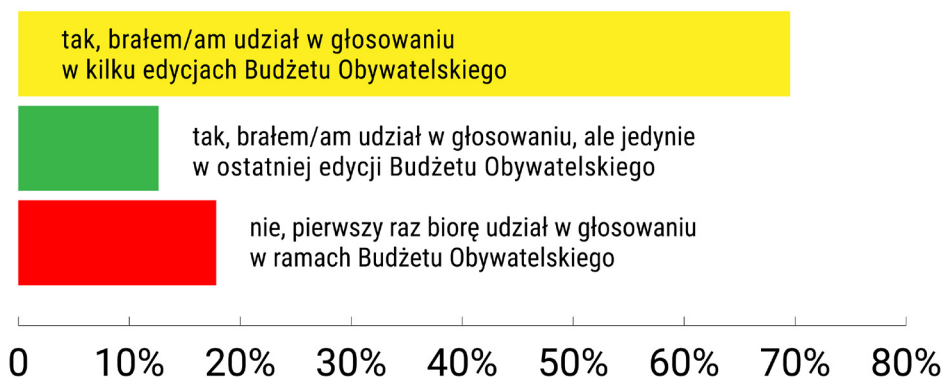 tak, brałem/am udział w głosowaniu
w kilku edycjach Budżetu Obywatelskiego
tak, brałem/am udział w głosowaniu, ale jedynie
w ostatniej edycji Budżetu Obywatelskiego
nie, pierwszy raz biorę udział w głosowaniu
w ramach Budżetu Obywatelskiego
0 10% 20% 30% 40% 50% 60% 70% 80%